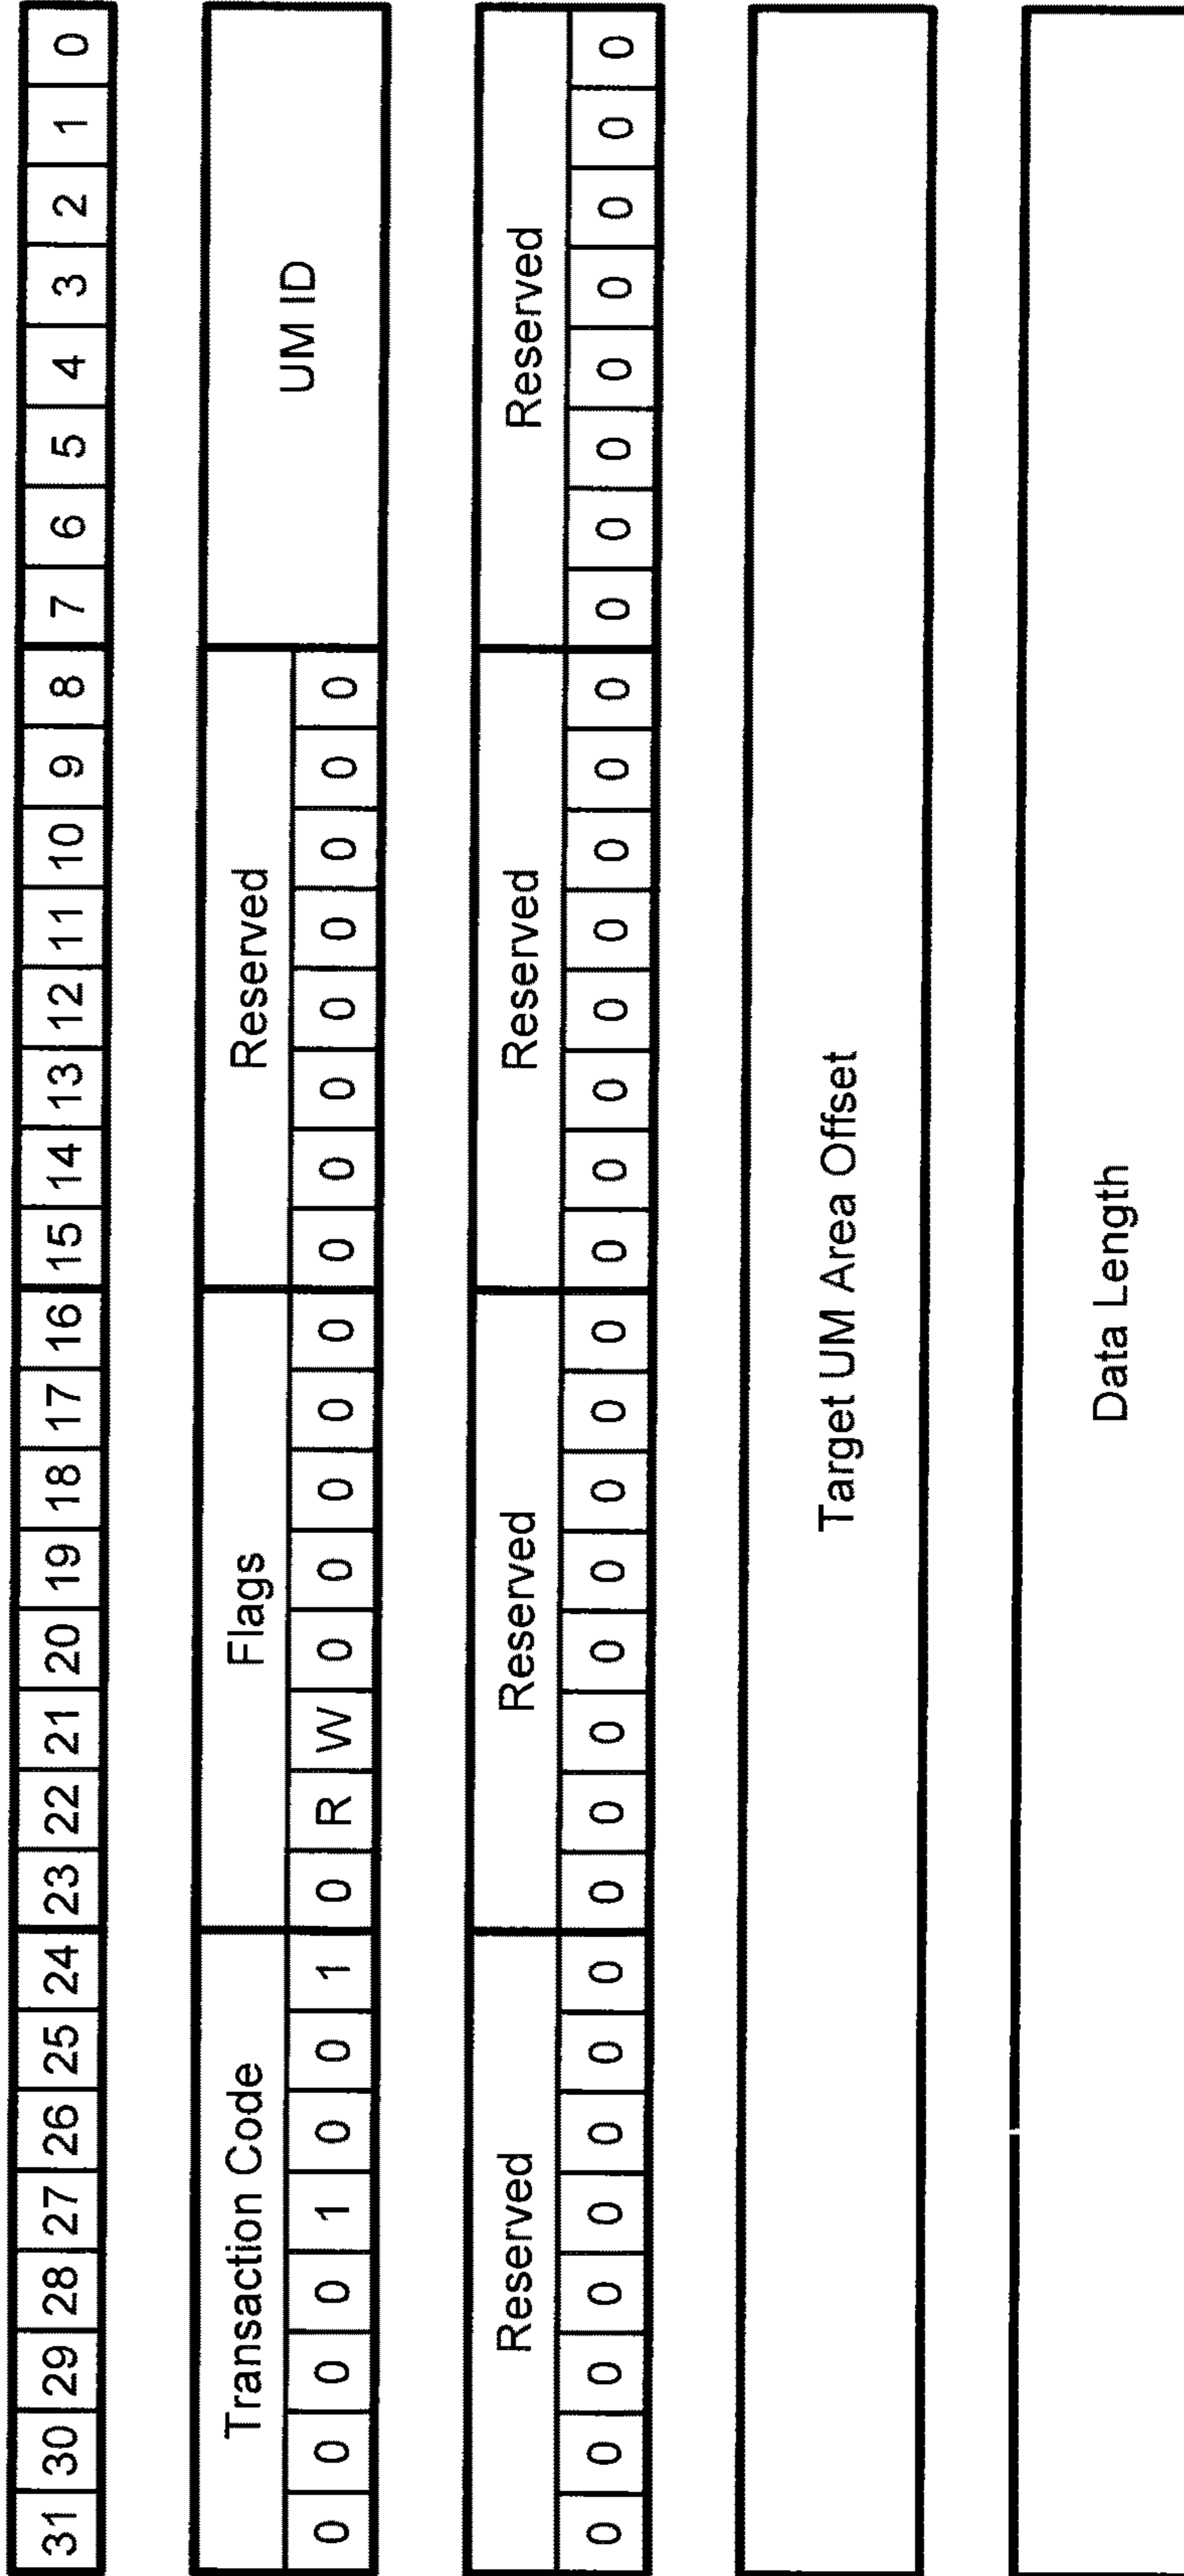 31 30 29 28 27 26 25 24 23 22 21 20 19 18 17 16 15 14 13 12 11 10 9 8 7 6 5 4 3 2 1 0
Transaction Code Flags Reserved UM ID
0 0 0 0 1 0 0 1 0 R W 0 0 0 0 0 0 0 0 0 0 0 0 0
Reserved Reserved Reserved Reserved
0 0 0 0 0 0 0 0 0 0 0 0 0 0 0 0 0 0 0 0 0 0 0 0 0 0 0 0 0 0 0 0
Target UM Area Offset
Data Length